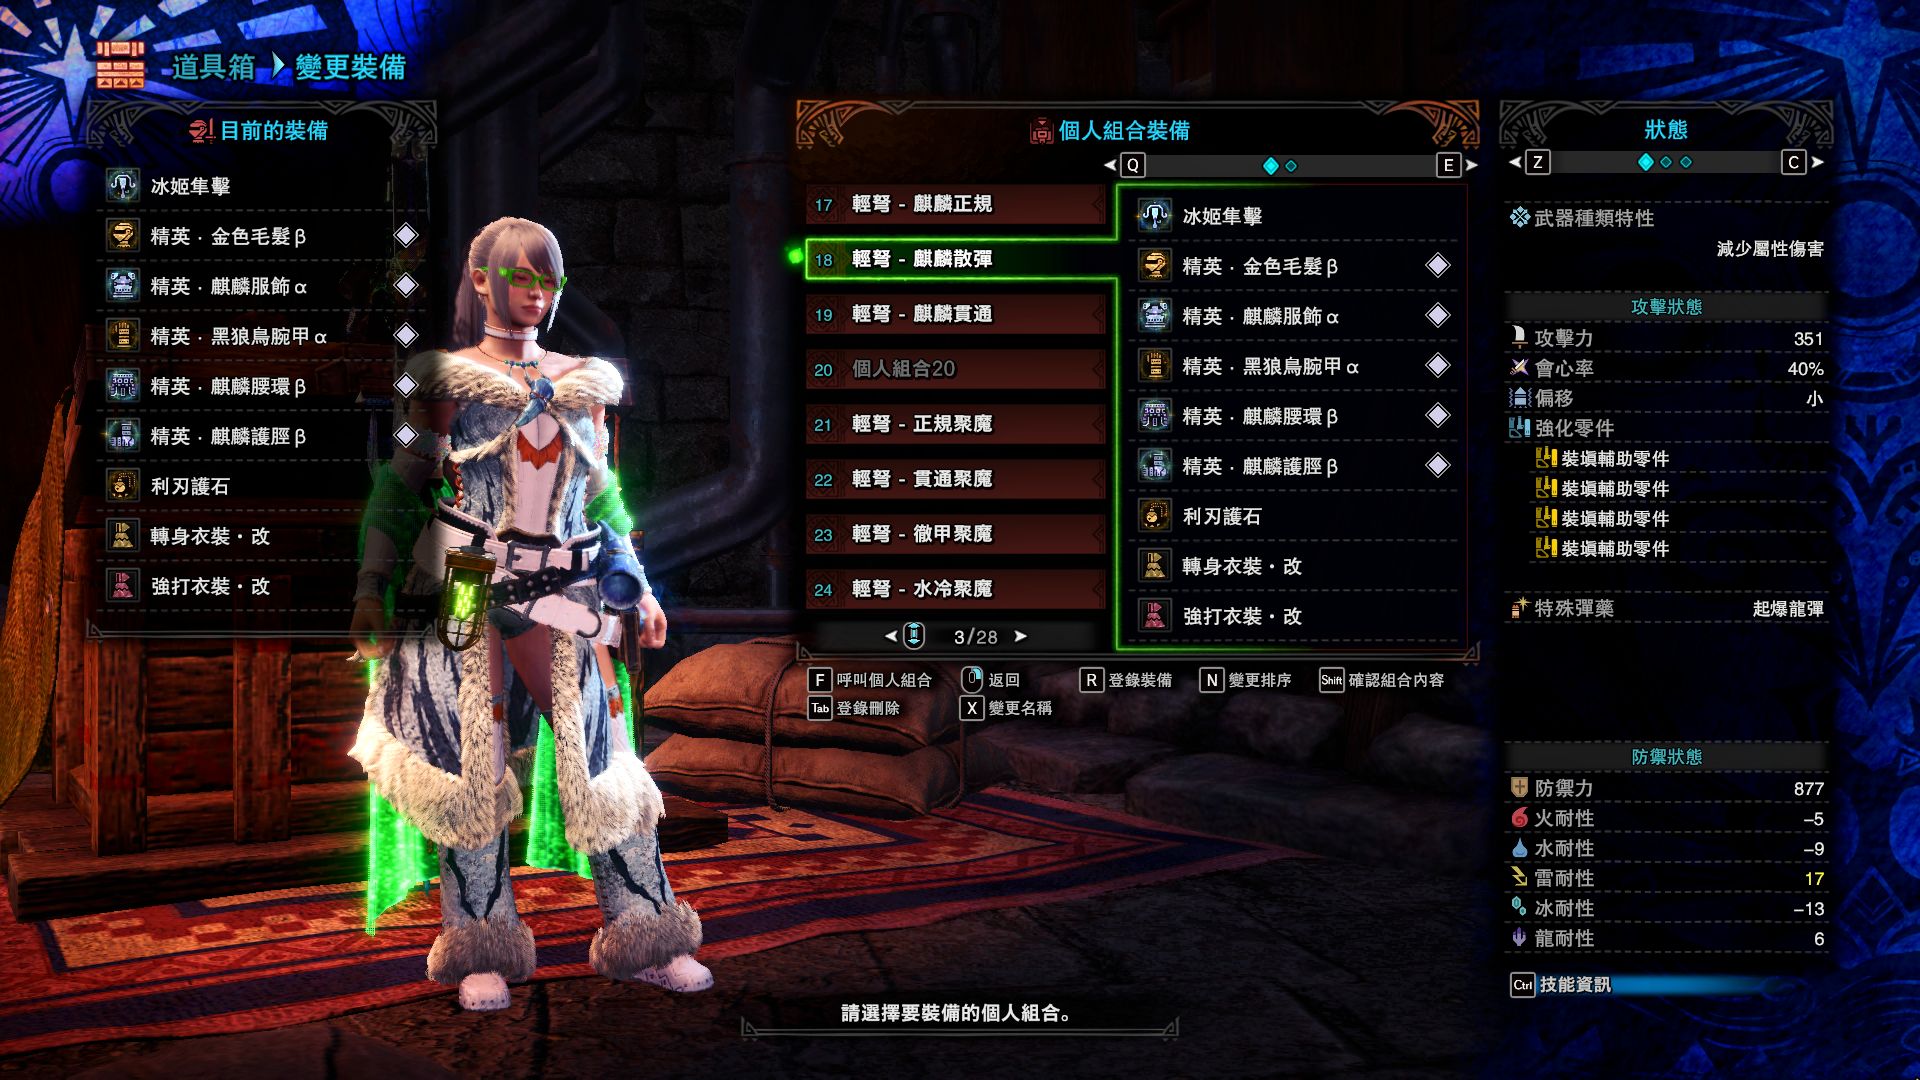 道具箱 變更裝備
目前的裝備
冰姬隼擊
精英．金色毛髮β
精英．麒麟服飾α
精英．黑狼鳥腕甲α
精英．麒麟腰環β
精英．麒麟護脛β
利刃護石
轉身衣裝・改
強打衣裝・改
個人組合裝備
Q E
17 輕弩 - 麒麟正規
18 輕弩 - 麒麟散彈
19 輕弩 - 麒麟貫通
20 個人組合20
21 輕弩 - 正規聚魔
22 輕弩 - 貫通聚魔
23 輕弩 - 徹甲聚魔
24 輕弩 - 水冷聚魔
3/28
冰姬隼擊
精英．金色毛髮β
精英．麒麟服飾α
精英．黑狼鳥腕甲α
精英．麒麟腰環β
精英．麒麟護脛β
利刃護石
轉身衣裝・改
強打衣裝・改
F 呼叫個人組合 返回 R 登錄裝備 N 變更排序 Shift 確認組合內容
Tab 登錄刪除 X 變更名稱
狀態
Z C
武器種類特性
減少屬性傷害
攻擊狀態
攻擊力 351
會心率 40%
偏移 小
強化零件
裝填輔助零件
裝填輔助零件
裝填輔助零件
裝填輔助零件
特殊彈藥 起爆龍彈
防禦狀態
防禦力 877
火耐性 -5
水耐性 -9
雷耐性 17
冰耐性 -13
龍耐性 6
Ctrl 技能資訊
請選擇要裝備的個人組合。